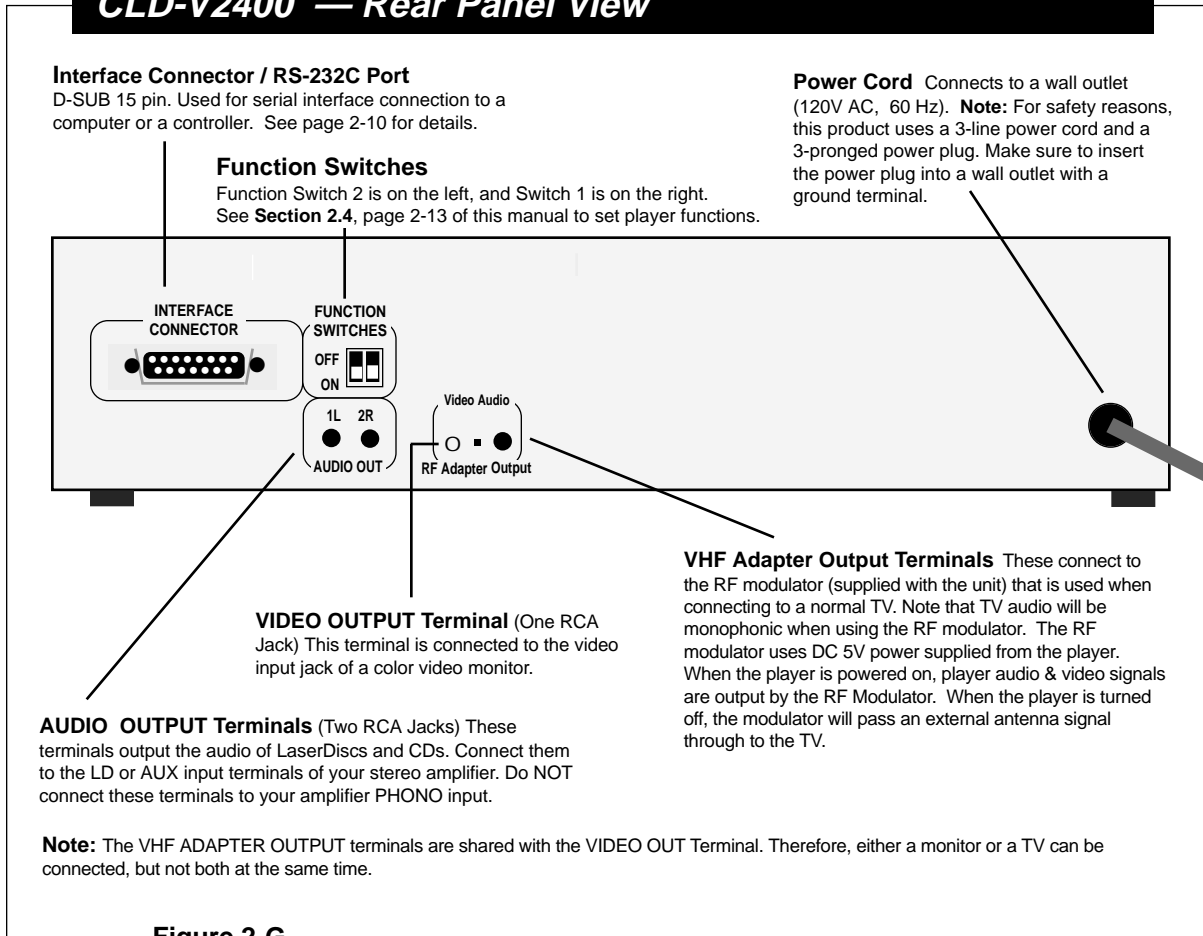 CLD-V2400 — Rear Panel View
Interface Connector / RS-232C Port
D-SUB 15 pin. Used for serial interface connection to a
computer or a controller. See page 2-10 for details.
Power Cord Connects to a wall outlet
(120V AC, 60 Hz). Note: For safety reasons,
this product uses a 3-line power cord and a
3-pronged power plug. Make sure to insert
the power plug into a wall outlet with a
ground terminal.
Function Switches
Function Switch 2 is on the left, and Switch 1 is on the right.
See Section 2.4, page 2-13 of this manual to set player functions.
INTERFACE
CONNECTOR
FUNCTION
SWITCHES
OFF
ON
1L 2R
AUDIO OUT
Video Audio
RF Adapter Output
VHF Adapter Output Terminals These connect to
the RF modulator (supplied with the unit) that is used when
connecting to a normal TV. Note that TV audio will be
monophonic when using the RF modulator. The RF
modulator uses DC 5V power supplied from the player.
When the player is powered on, player audio & video signals
are output by the RF Modulator. When the player is turned
off, the modulator will pass an external antenna signal
through to the TV.
VIDEO OUTPUT Terminal (One RCA
Jack) This terminal is connected to the video
input jack of a color video monitor.
AUDIO OUTPUT Terminals (Two RCA Jacks) These
terminals output the audio of LaserDiscs and CDs. Connect them
to the LD or AUX input terminals of your stereo amplifier. Do NOT
connect these terminals to your amplifier PHONO input.
Note: The VHF ADAPTER OUTPUT terminals are shared with the VIDEO OUT Terminal. Therefore, either a monitor or a TV can be
connected, but not both at the same time.
Figure 2-G